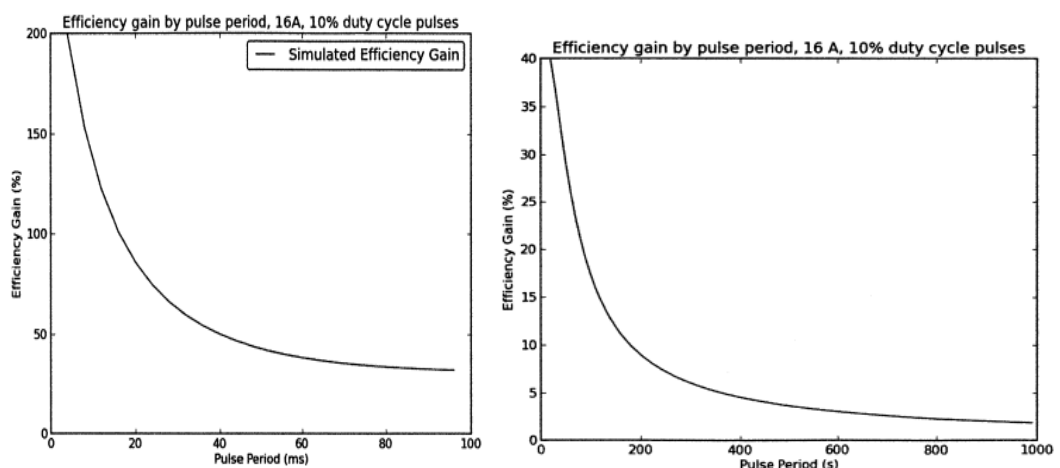 Efficiency gain by pulse period, 16A, 10% duty cycle pulses
200
150
100
50
0
Efficiency Gain (%)
Simulated Efficiency Gain
0 20 40 60 80 100
Pulse Period (ms)
Efficiency gain by pulse period, 16 A, 10% duty cycle pulses
40
35
30
25
20
15
10
5
0
Efficiency Gain (%)
0 200 400 600 800 1000
Pulse Period (s)